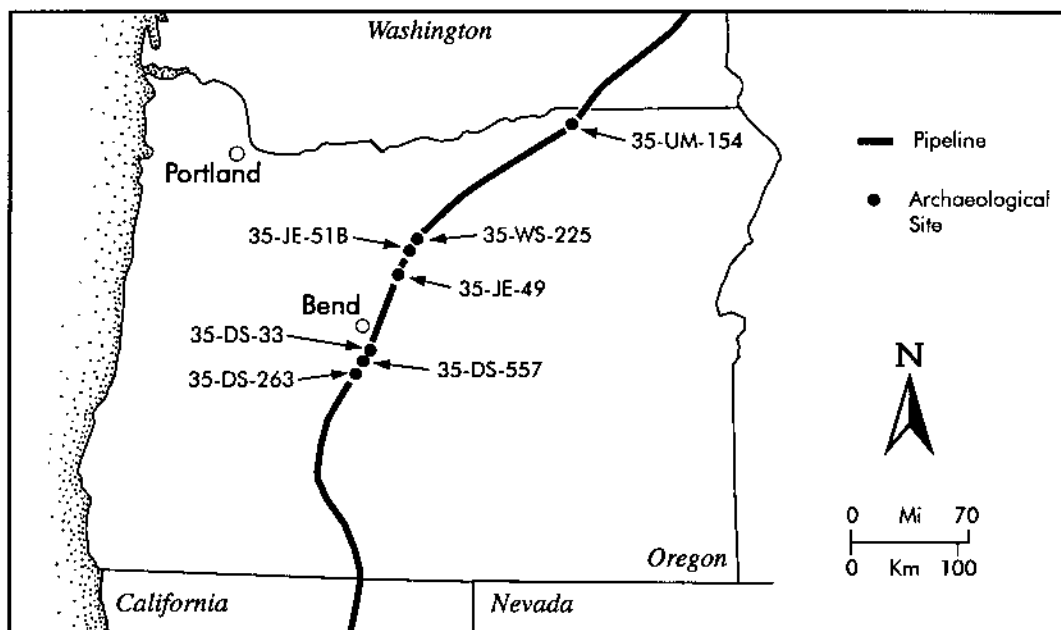 Washington
35-UM-154
Portland
Pipeline
Archaeological
Site
35-JE-51B
35-WS-225
35-JE-49
Bend
35-DS-33
35-DS-557
35-DS-263
N
0 Mi 70
0 Km 100
Oregon
California
Nevada